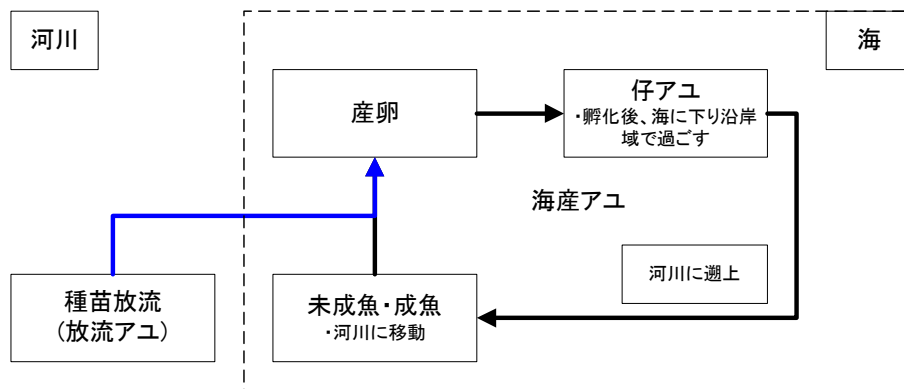 河川
海
産卵
仔アユ
・孵化後、海に下り沿岸
域で過ごす
海産アユ
河川に遡上
種苗放流
(放流アユ)
未成魚・成魚
・河川に移動